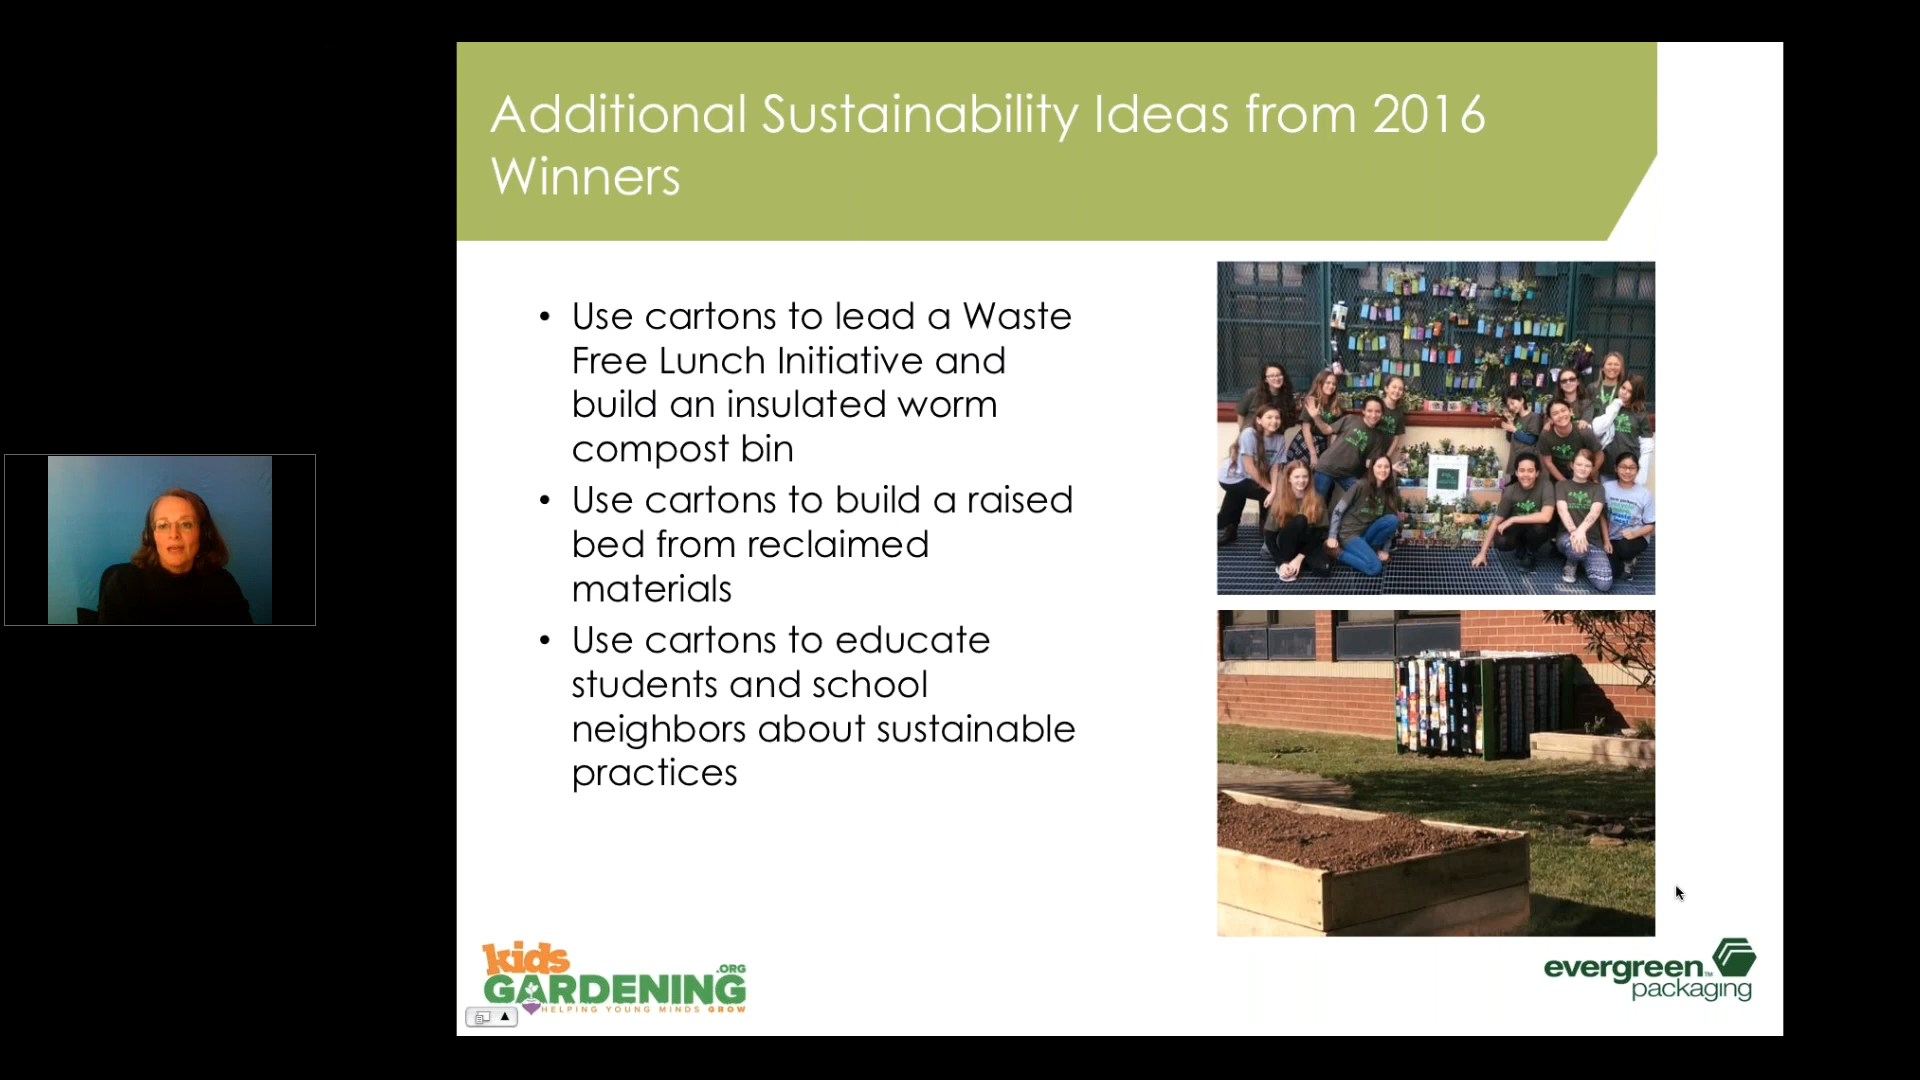 Additional Sustainability Ideas from 2016
Winners
• Use cartons to lead a Waste
Free Lunch Initiative and
build an insulated worm
compost bin
• Use cartons to build a raised
bed from reclaimed
materials
• Use cartons to educate
students and school
neighbors about sustainable
practices
kids
GARDENING.ORG
HELPING YOUNG MINDS GROW
evergreen™
packaging